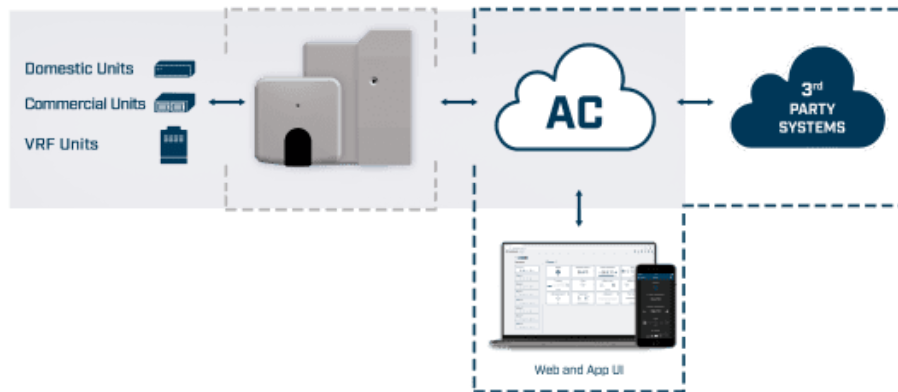 Domestic Units
Commercial Units
VRF Units
AC
3rd
PARTY
SYSTEMS
Web and App UI